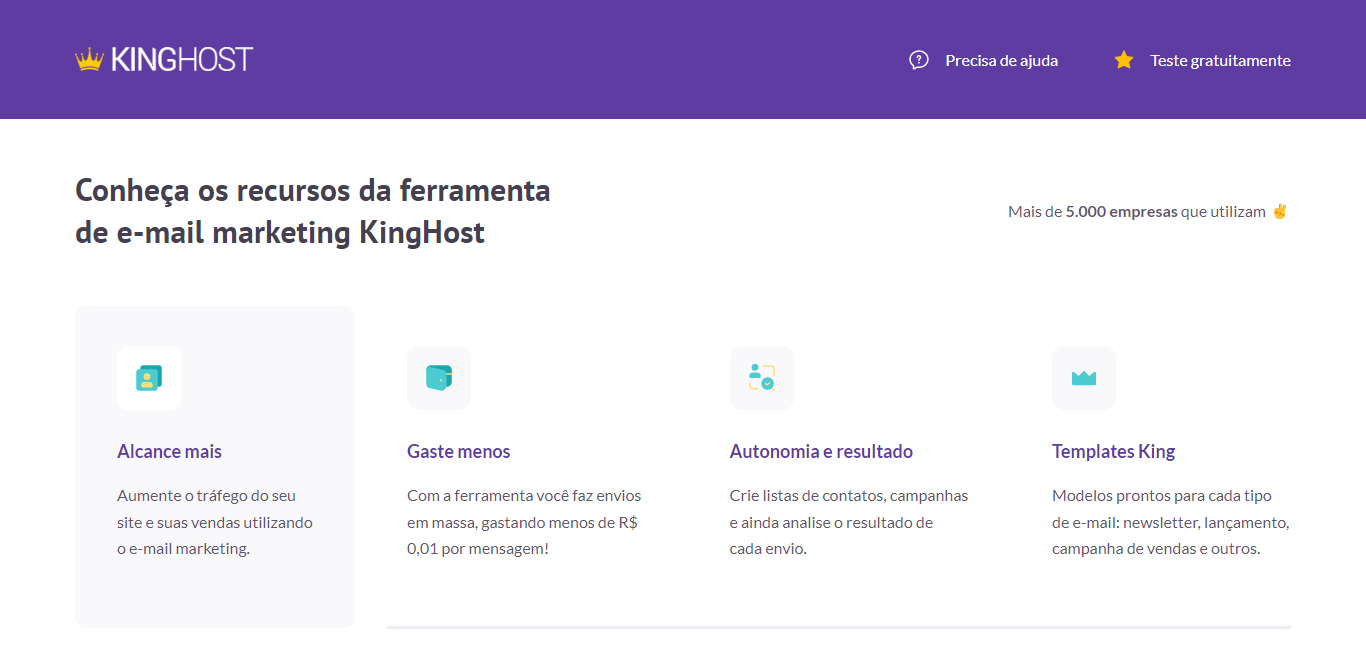 KINGHOST
Precisa de ajuda
Teste gratuitamente
Conheça os recursos da ferramenta
de e-mail marketing KingHost
Mais de 5.000 empresas que utilizam ✌
Alcance mais
Aumente o tráfego do seu
site e suas vendas utilizando
o e-mail marketing.
Gaste menos
Com a ferramenta você faz envios
em massa, gastando menos de R$
0,01 por mensagem!
Autonomia e resultado
Crie listas de contatos, campanhas
e ainda analise o resultado de
cada envio.
Templates King
Modelos prontos para cada tipo
de e-mail: newsletter, lançamento,
campanha de vendas e outros.